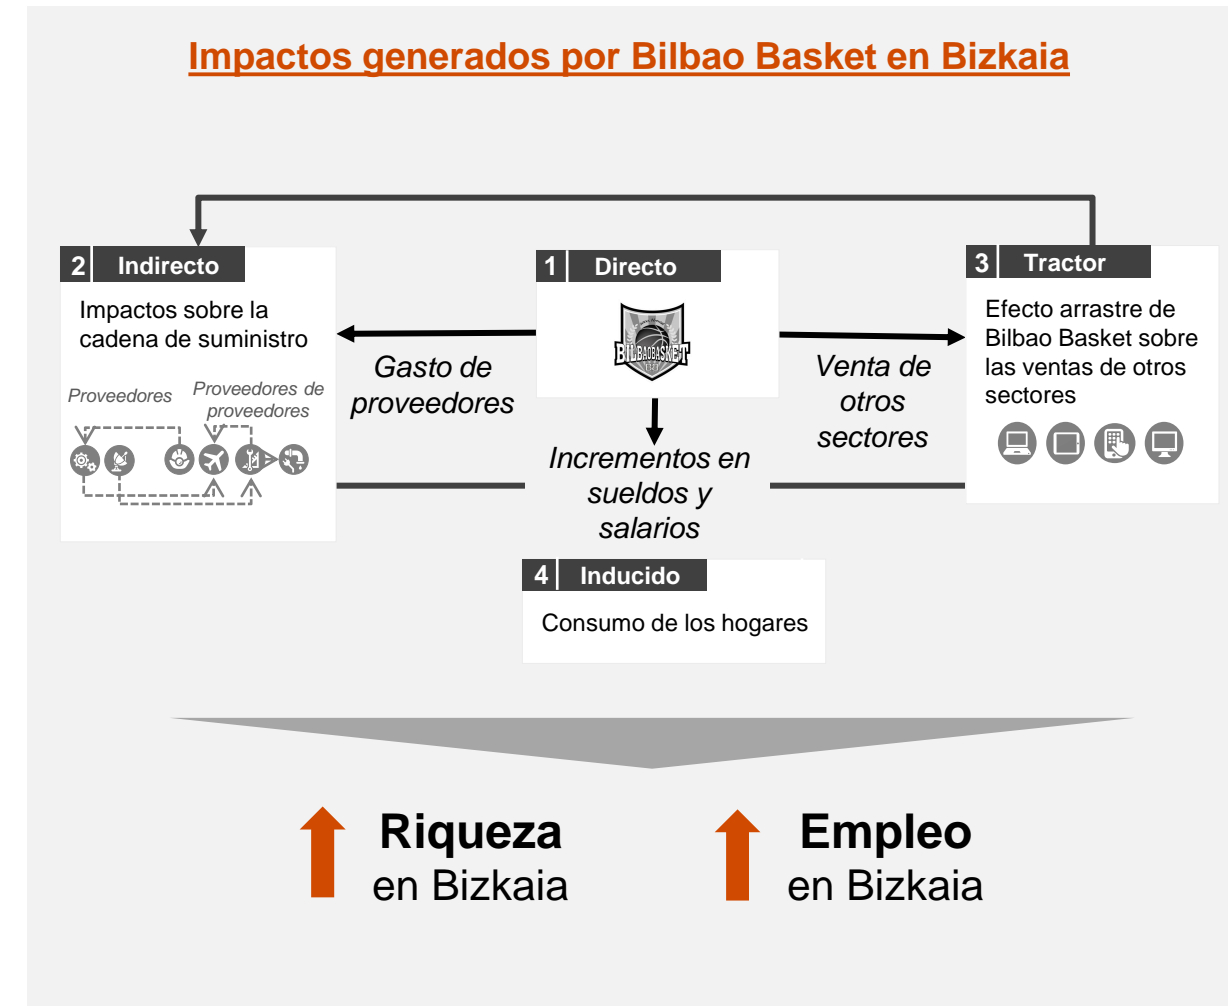 Impactos generados por Bilbao Basket en Bizkaia
2 Indirecto
Impactos sobre la
cadena de suministro
Proveedores
Proveedores de
proveedores
Gasto de
proveedores
1 Directo
BILBAOBASKET
Incrementos en
sueldos y
salarios
Venta de
otros
sectores
3 Tractor
Efecto arrastre de
Bilbao Basket sobre
las ventas de otros
sectores
4 Inducido
Consumo de los hogares
Riqueza
en Bizkaia
Empleo
en Bizkaia